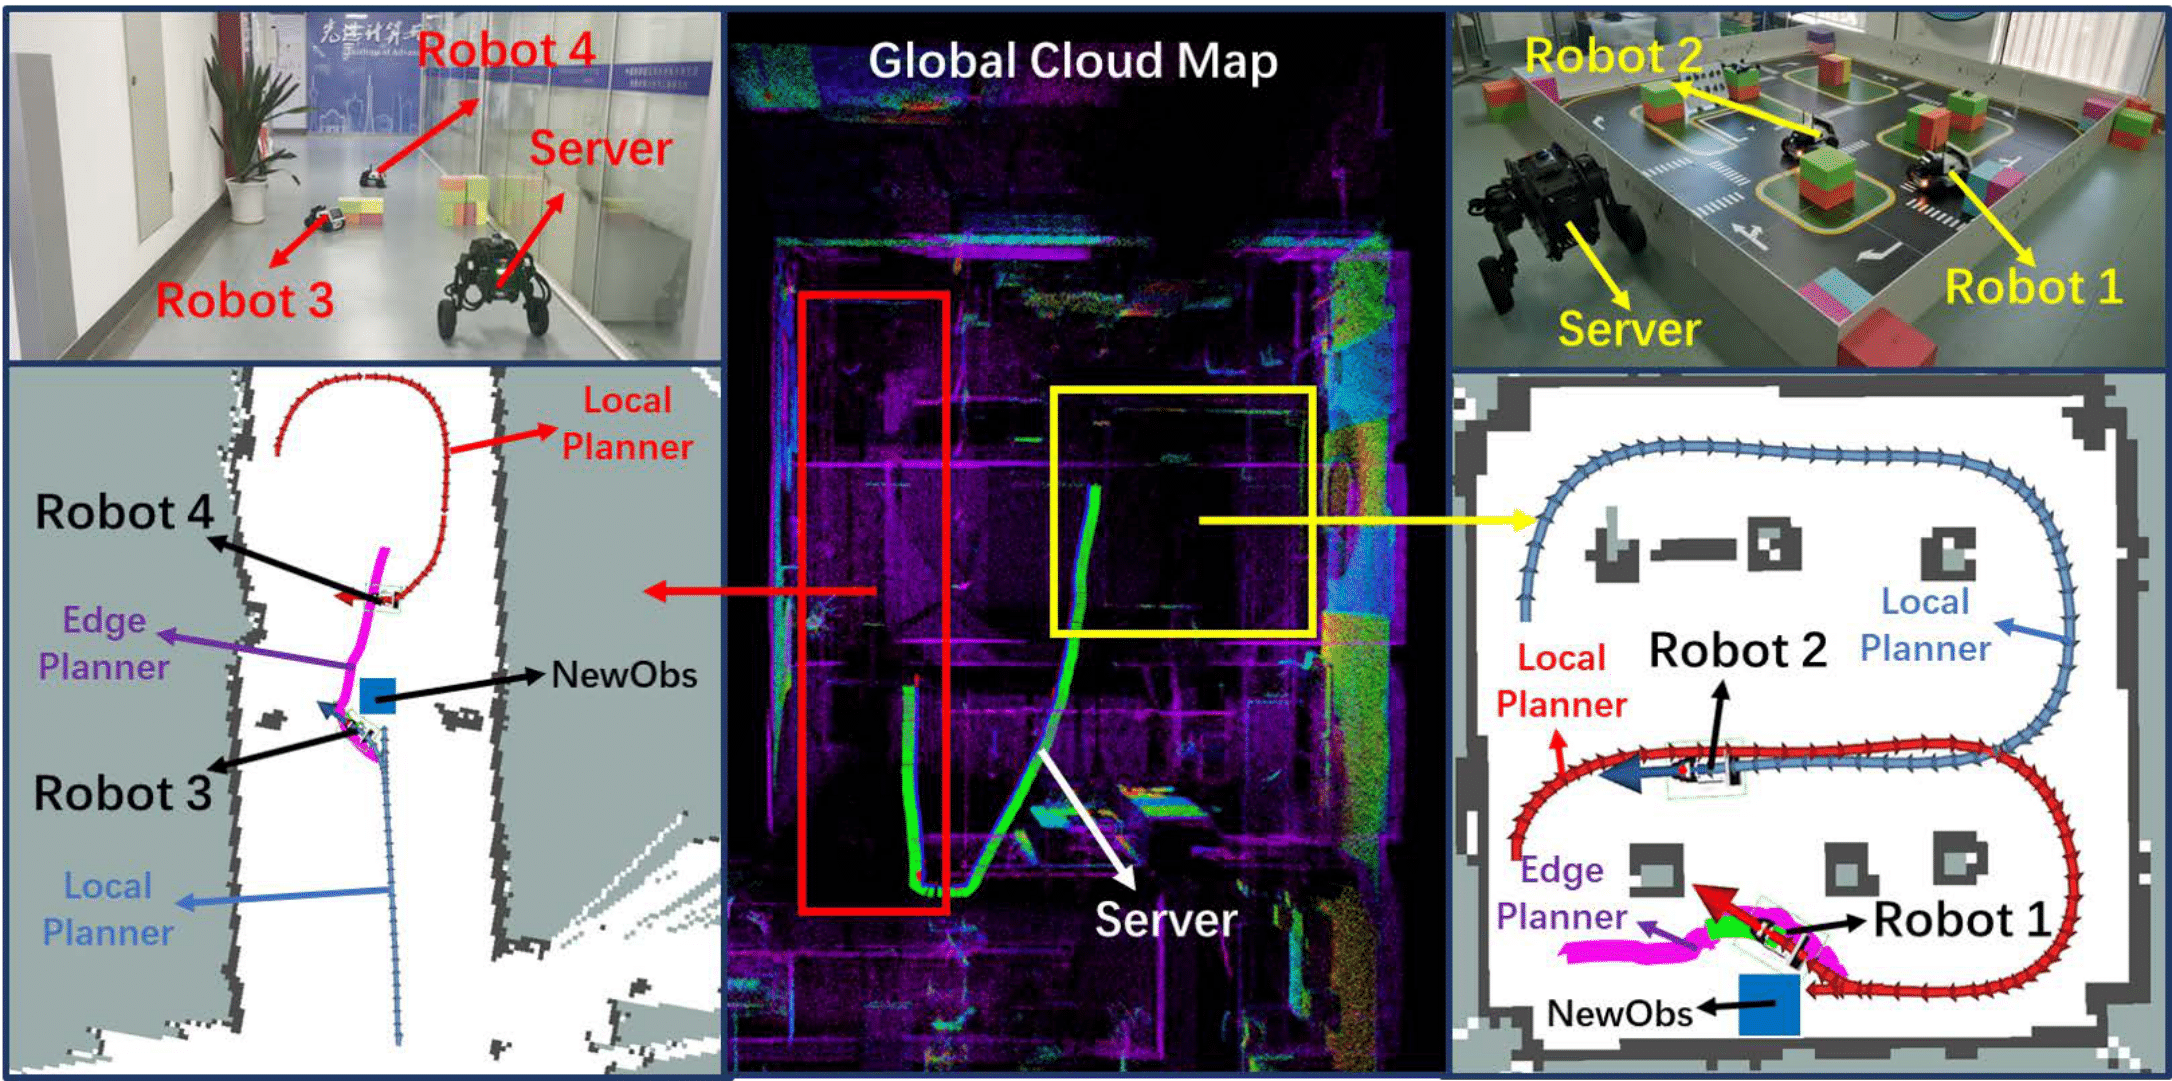 Robot 4
Server
Robot 3
Global Cloud Map
Server
Robot 2
Robot 1
Server
Local
Planner
Robot 4
Edge
Planner
NewObs
Robot 3
Local
Planner
Local
Planner
Robot 2
Local
Planner
Edge
Planner
Robot 1
NewObs